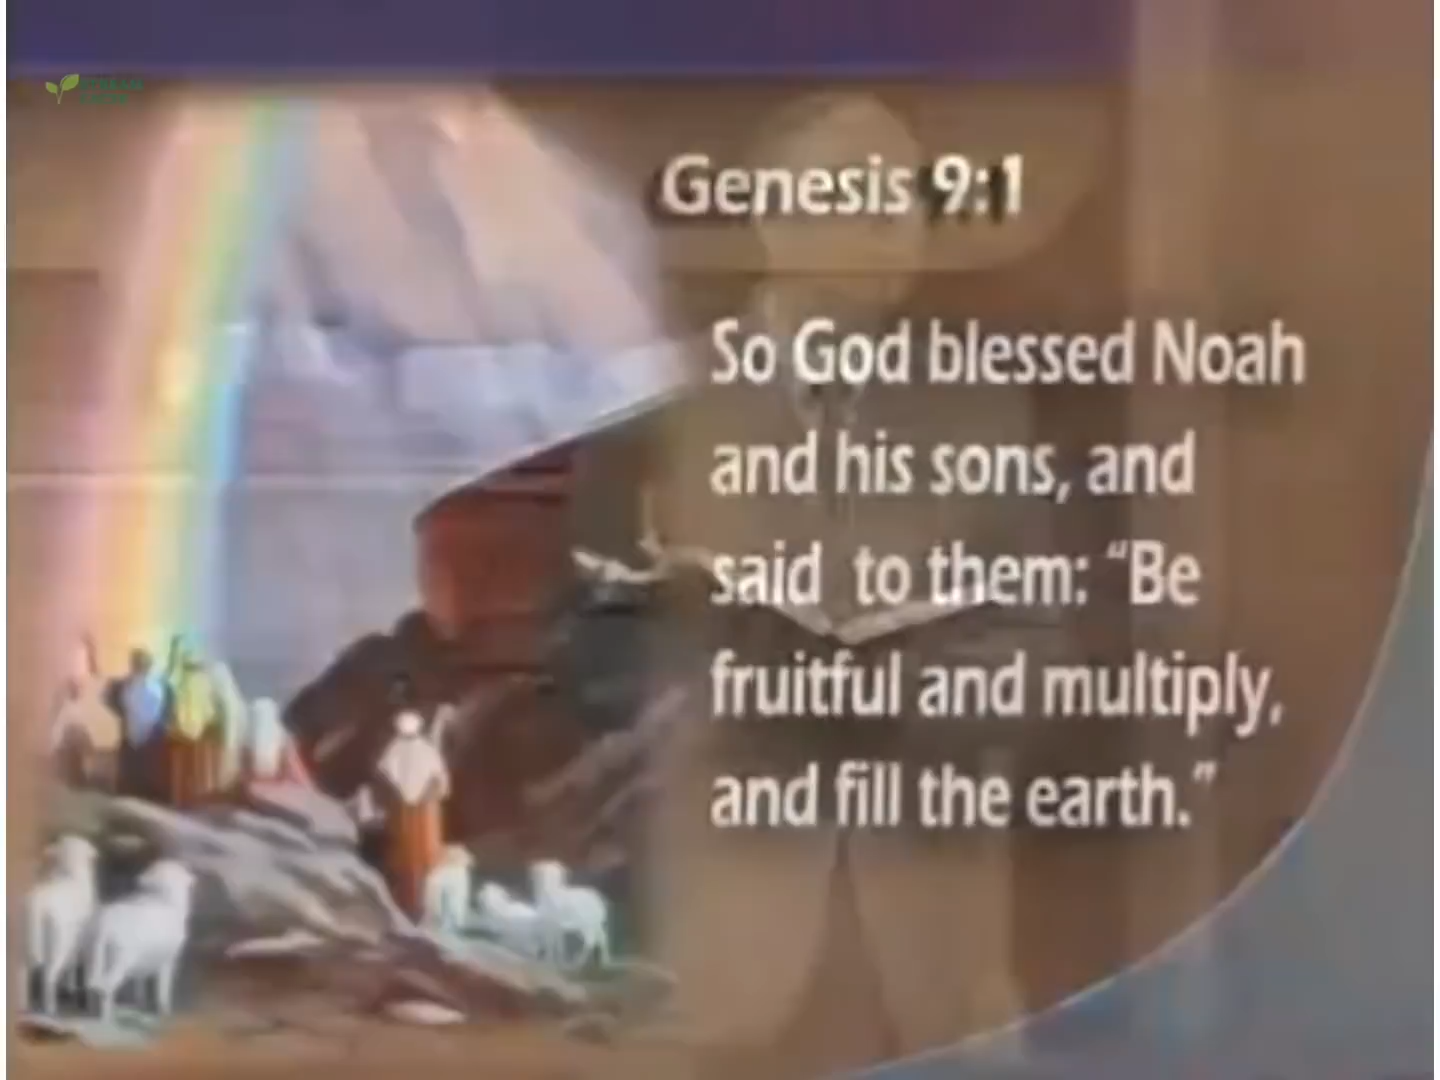 Genesis 9:1
So God blessed Noah
and his sons, and
said to them: “Be
fruitful and multiply,
and fill the earth.”